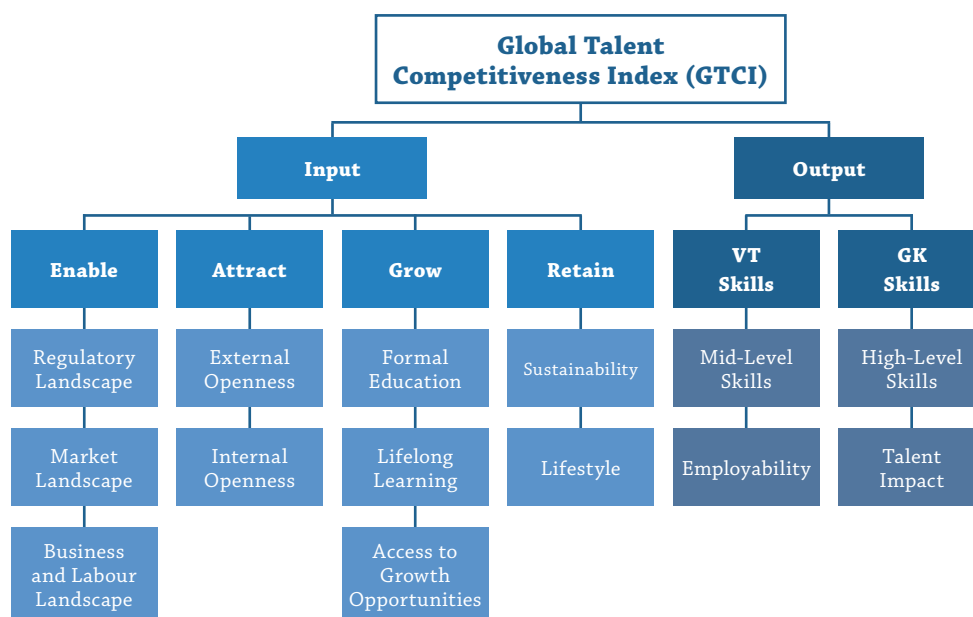 Global Talent
Competitiveness Index (GTCI)
Input
Output
Enable
Attract
Grow
Retain
VT
Skills
GK
Skills
Regulatory
Landscape
External
Openness
Formal
Education
Sustainability
Mid-Level
Skills
High-Level
Skills
Market
Landscape
Internal
Openness
Lifelong
Learning
Lifestyle
Employability
Talent
Impact
Business
and Labour
Landscape
Access to
Growth
Opportunities